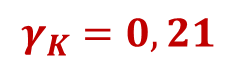 γ_K = 0, 21